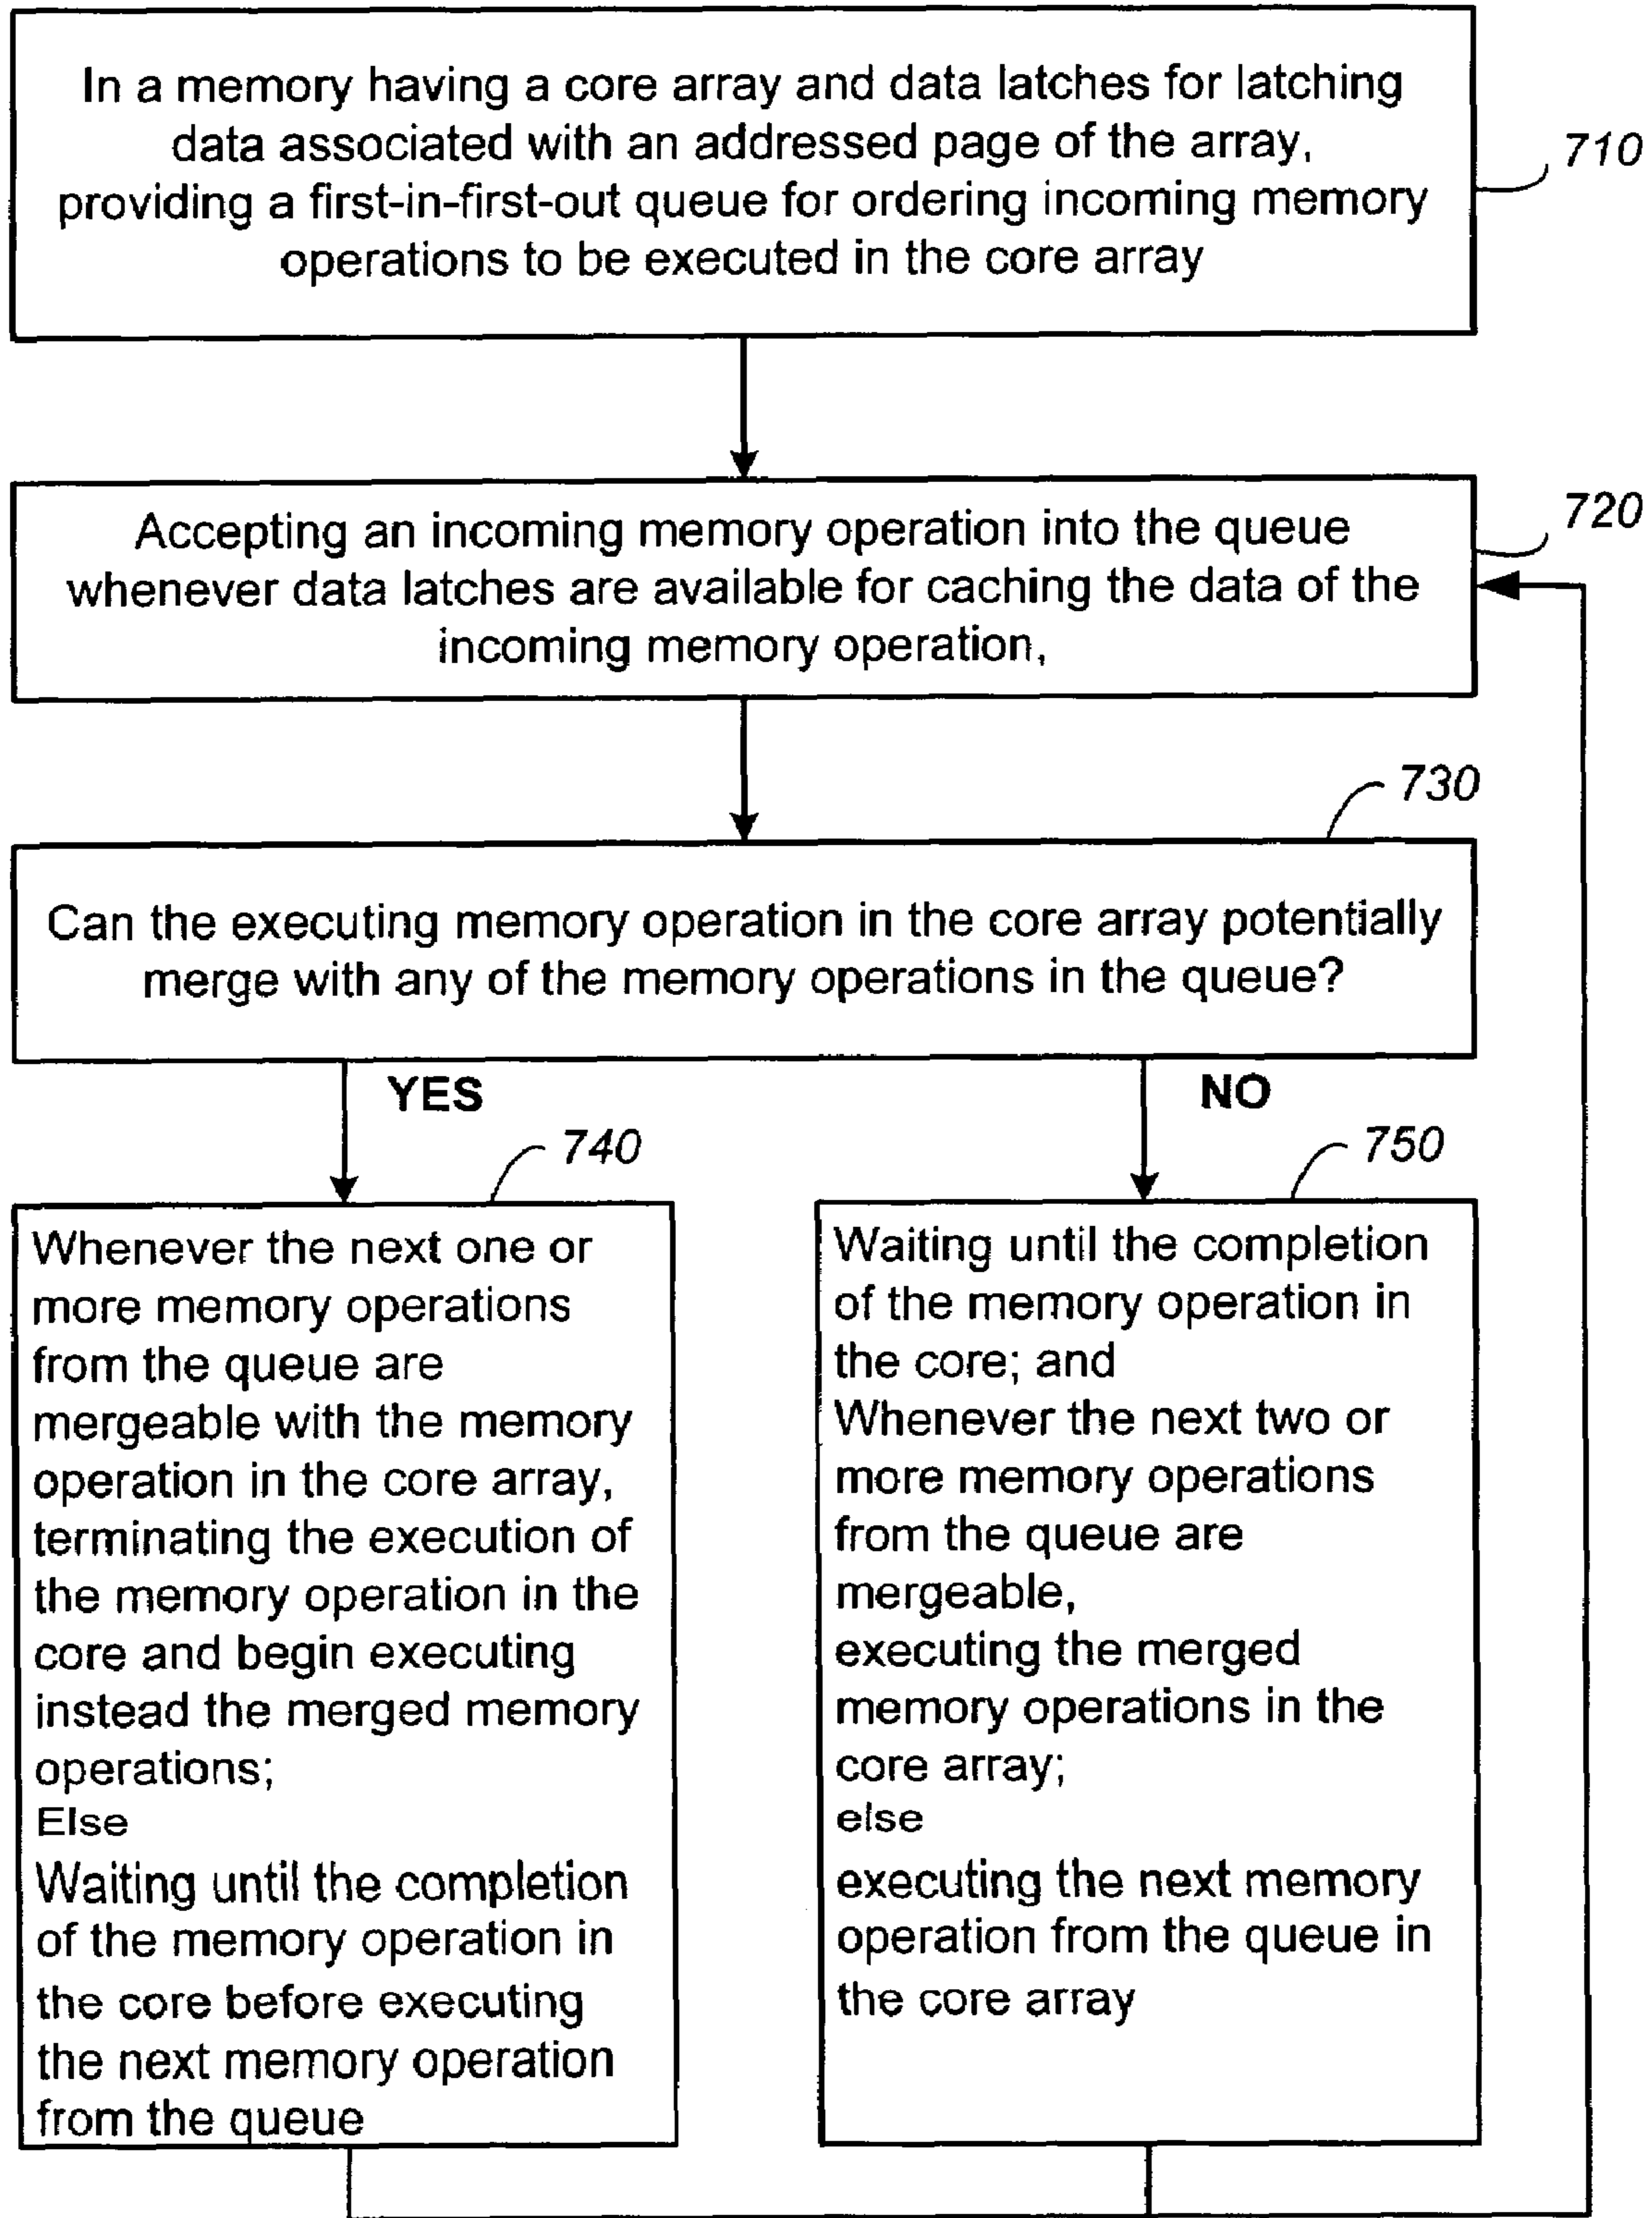 In a memory having a core array and data latches for latching
data associated with an addressed page of the array,
providing a first-in-first-out queue for ordering incoming memory
operations to be executed in the core array
710
Accepting an incoming memory operation into the queue
whenever data latches are available for caching the data of the
incoming memory operation,
720
730
Can the executing memory operation in the core array potentially
merge with any of the memory operations in the queue?
YES
NO
740
Whenever the next one or
more memory operations
from the queue are
mergeable with the memory
operation in the core array,
terminating the execution of
the memory operation in the
core and begin executing
instead the merged memory
operations;
Else
Waiting until the completion
of the memory operation in
the core before executing
the next memory operation
from the queue
750
Waiting until the completion
of the memory operation in
the core; and
Whenever the next two or
more memory operations
from the queue are
mergeable,
executing the merged
memory operations in the
core array;
else
executing the next memory
operation from the queue in
the core array